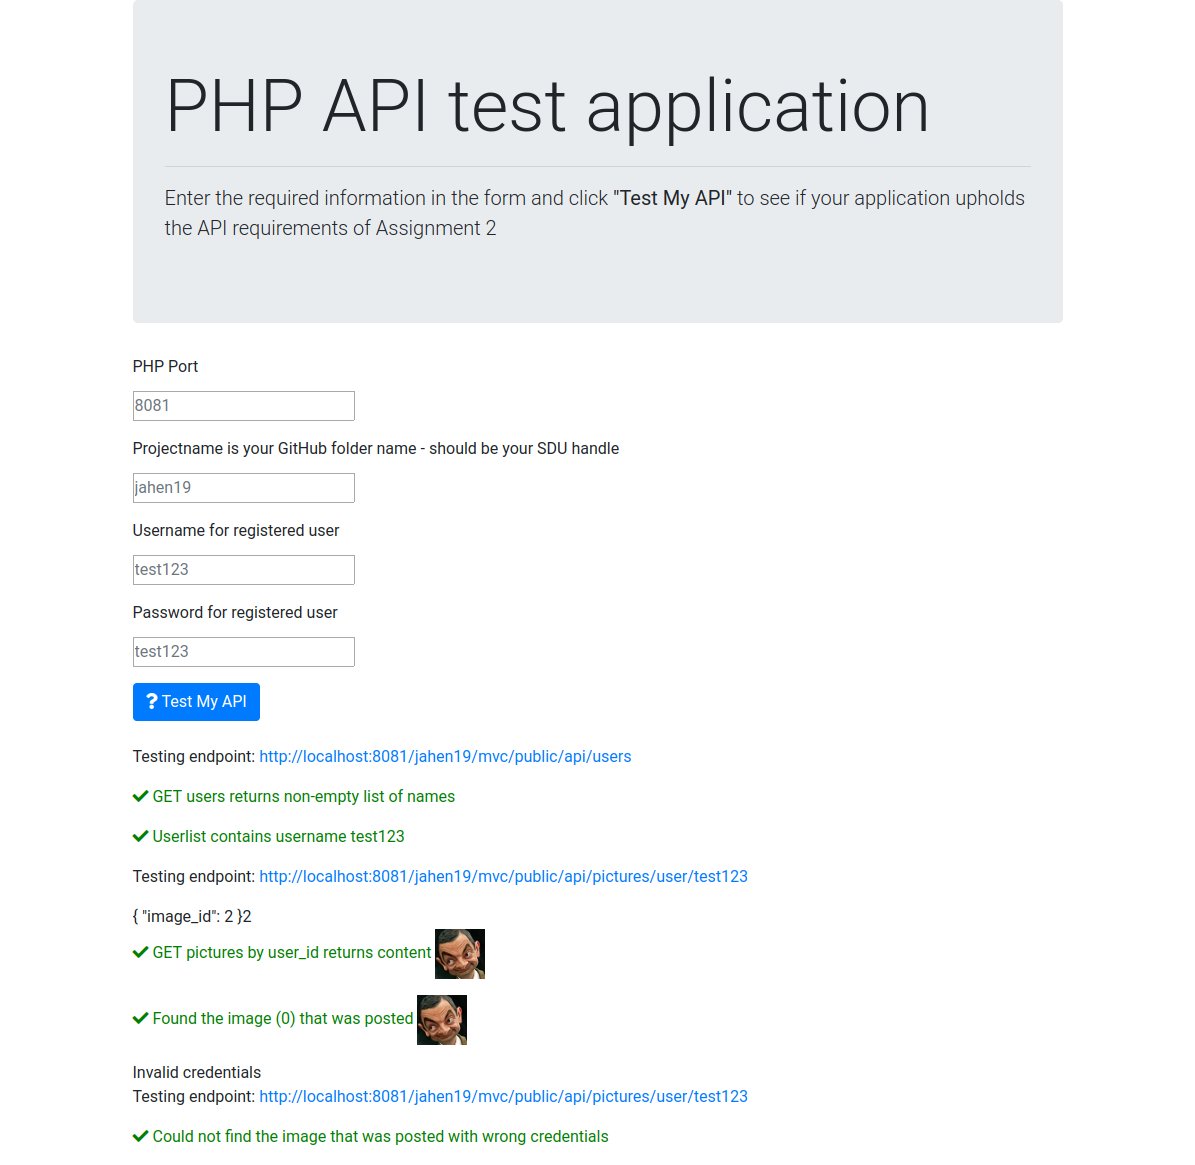 PHP API test application
Enter the required information in the form and click "Test My API" to see if your application upholds
the API requirements of Assignment 2
PHP Port
8081
Projectname is your GitHub folder name - should be your SDU handle
jahen19
Username for registered user
test123
Password for registered user
test123
? Test My API
Testing endpoint: http://localhost:8081/jahen19/mvc/public/api/users
GET users returns non-empty list of names
Userlist contains username test123
Testing endpoint: http://localhost:8081/jahen19/mvc/public/api/pictures/user/test123
{ "image_id": 2 }2
GET pictures by user_id returns content
Found the image (0) that was posted
Invalid credentials
Testing endpoint: http://localhost:8081/jahen19/mvc/public/api/pictures/user/test123
Could not find the image that was posted with wrong credentials